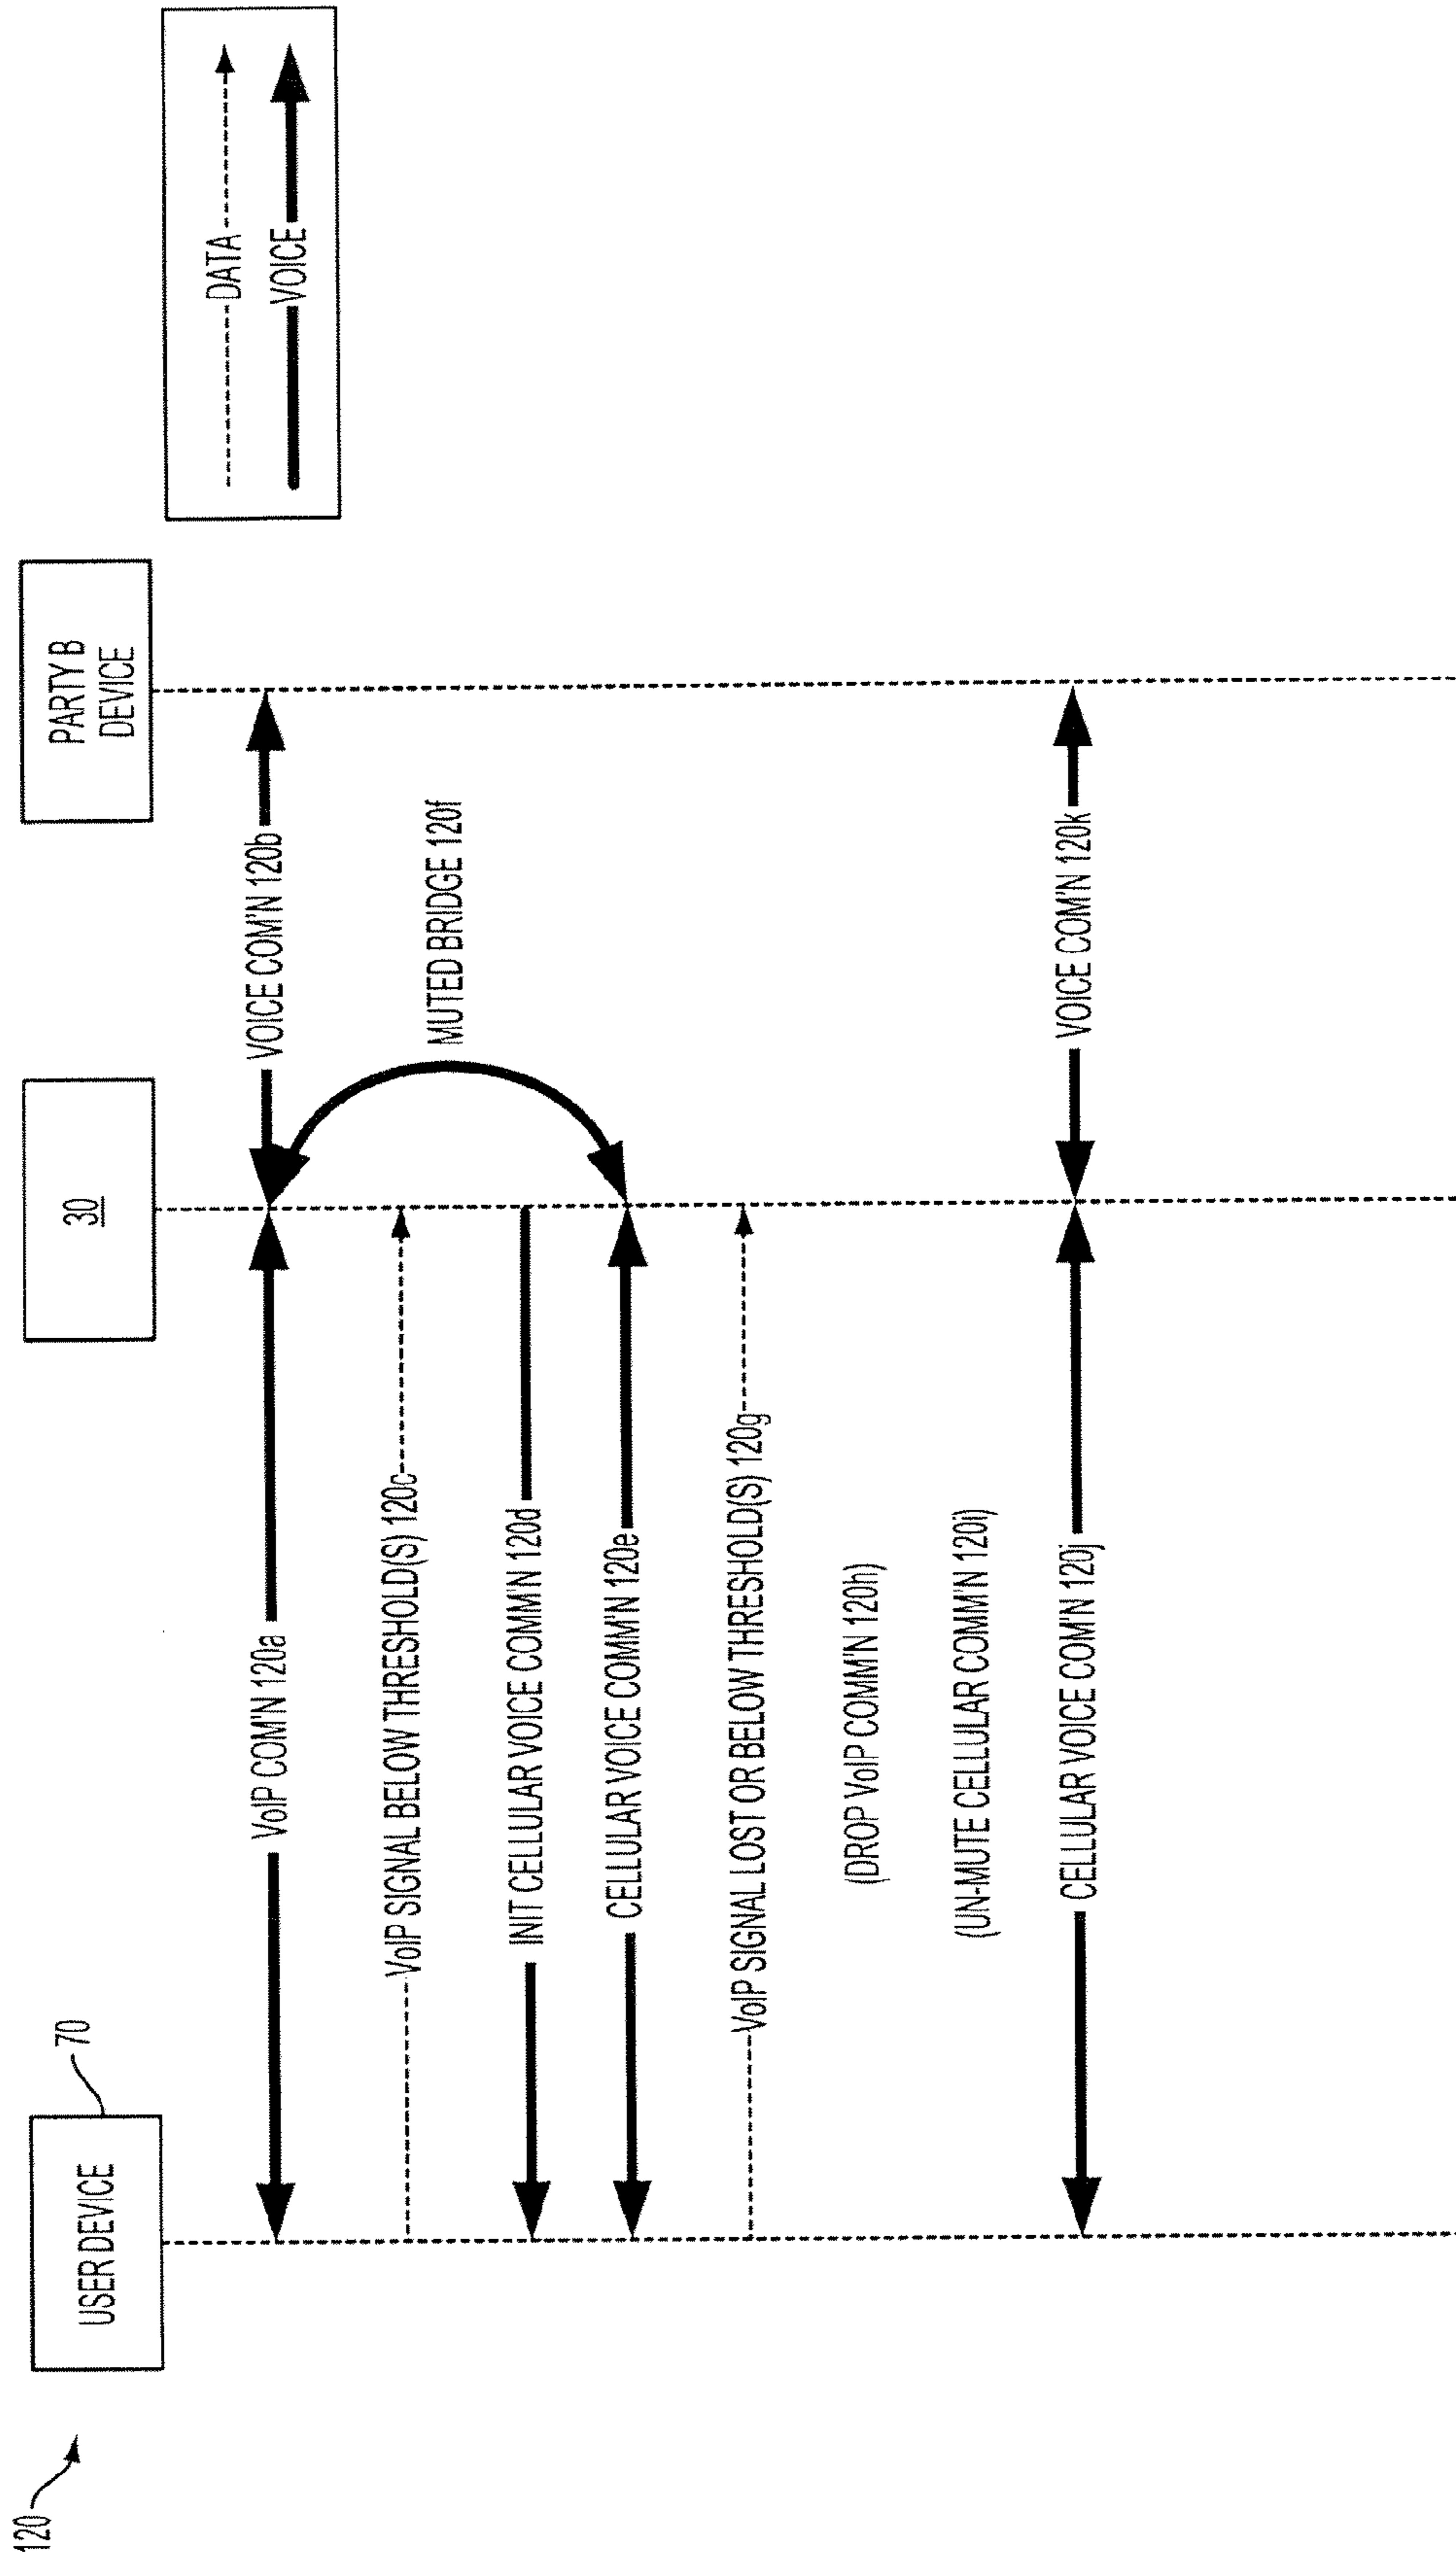 120
USER DEVICE
70
30
PARTY B
DEVICE
DATA
VOICE
VoIP COM'N 120a
VOICE COM'N 120b
VoIP SIGNAL BELOW THRESHOLD(S) 120c
INIT CELLULAR VOICE COMM'N 120d
CELLULAR VOICE COMM'N 120e
MUTED BRIDGE 120f
VoIP SIGNAL LOST OR BELOW THRESHOLD(S) 120g
(DROP VoIP COMM'N 120h)
(UN-MUTE CELLULAR COMM'N 120i)
CELLULAR VOICE COM'N 120j
VOICE COM'N 120k